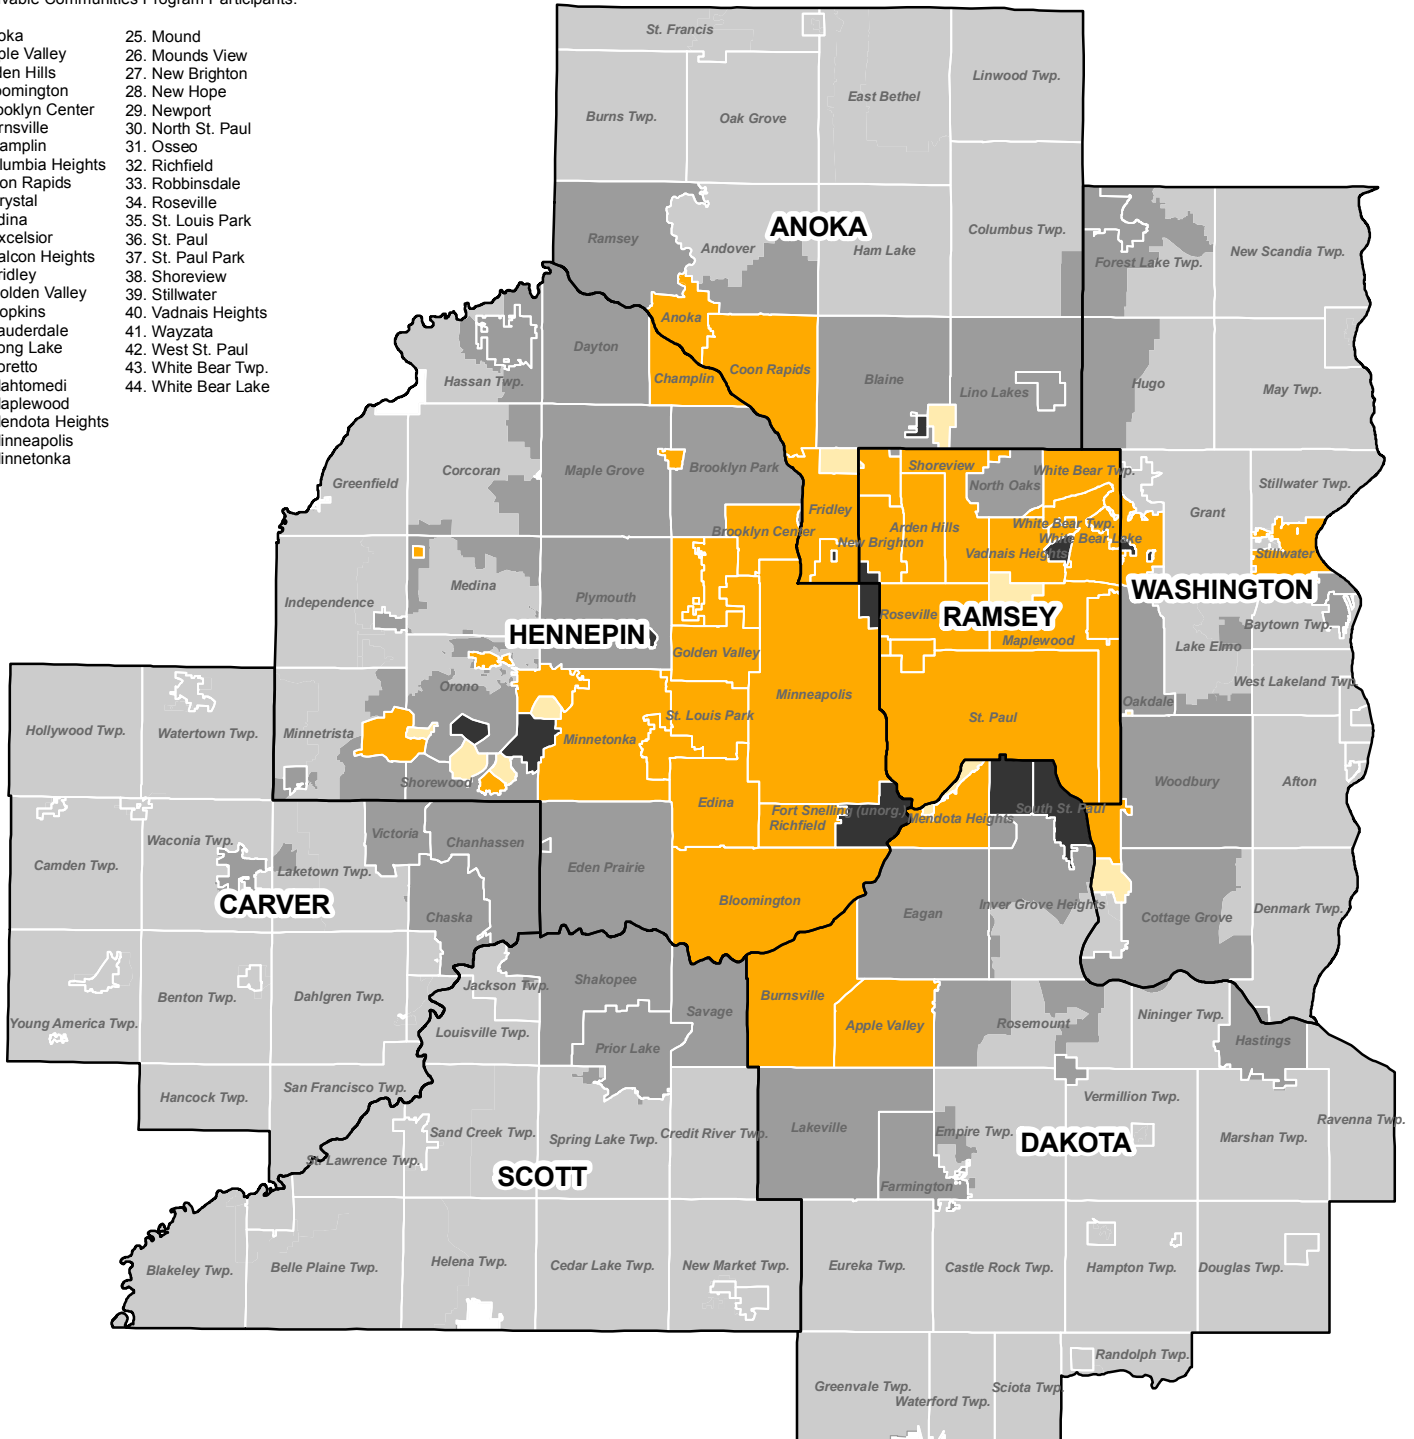 vable Communities Program Participants:
oka
ple Valley
den Hills
oomington
ooklyn Center
rnsville
amplin
lumbia Heights
on Rapids
rystal
dina
xcelsior
alcon Heights
ridley
olden Valley
opkins
auderdale
ong Lake
oretto
ahtomedi
aplewood
endota Heights
inneapolis
innetonka
25. Mound
26. Mounds View
27. New Brighton
28. New Hope
29. Newport
30. North St. Paul
31. Osseo
32. Richfield
33. Robbinsdale
34. Roseville
35. St. Louis Park
36. St. Paul
37. St. Paul Park
38. Shoreview
39. Stillwater
40. Vadnais Heights
41. Wayzata
42. West St. Paul
43. White Bear Twp.
44. White Bear Lake
St. Francis
Linwood Twp.
East Bethel
Burns Twp.
Oak Grove
ANOKA
Ramsey
Andover
Ham Lake
Columbus Twp.
Forest Lake Twp.
New Scandia Twp.
Anoka
Dayton
Champlin
Coon Rapids
Blaine
Lino Lakes
Hassan Twp.
Hugo
May Twp.
Greenfield
Corcoran
Maple Grove
Brooklyn Park
Shoreview
North Oaks
White Bear Twp.
Stillwater Twp.
Fridley
Grant
Brooklyn Center
New Brighton
Arden Hills
White Bear Twp.
White Bear Lake
Vadnais Heights
Stillwater
Independence
Medina
Plymouth
HENNEPIN
Roseville
RAMSEY
Maplewood
WASHINGTON
Baytown Twp.
Lake Elmo
Golden Valley
Orono
Minneapolis
West Lakeland Twp.
Oakdale
Hollywood Twp.
Watertown Twp.
Minnetrista
Minnetonka
St. Louis Park
St. Paul
Shorewood
Woodbury
Afton
Edina
Fort Snelling (unorg.)
Richfield
Mendota Heights
South St. Paul
Camden Twp.
Waconia Twp.
Victoria
Chanhassen
Laketown Twp.
Eden Prairie
CARVER
Bloomington
Chaska
Eagan
Inver Grove Heights
Cottage Grove
Denmark Twp.
Young America Twp.
Benton Twp.
Dahlgren Twp.
Jackson Twp.
Shakopee
Louisville Twp.
Savage
Burnsville
Apple Valley
Prior Lake
Rosemount
Nininger Twp.
Hastings
Hancock Twp.
San Francisco Twp.
Vermillion Twp.
Ravenna Twp.
Sand Creek Twp.
Spring Lake Twp.
Credit River Twp.
Lakeville
Empire Twp.
DAKOTA
Marshan Twp.
St. Lawrence Twp.
SCOTT
Farmington
Blakeley Twp.
Belle Plaine Twp.
Helena Twp.
Cedar Lake Twp.
New Market Twp.
Eureka Twp.
Castle Rock Twp.
Hampton Twp.
Douglas Twp.
Randolph Twp.
Greenvale Twp.
Waterford Twp.
Sciota Twp.